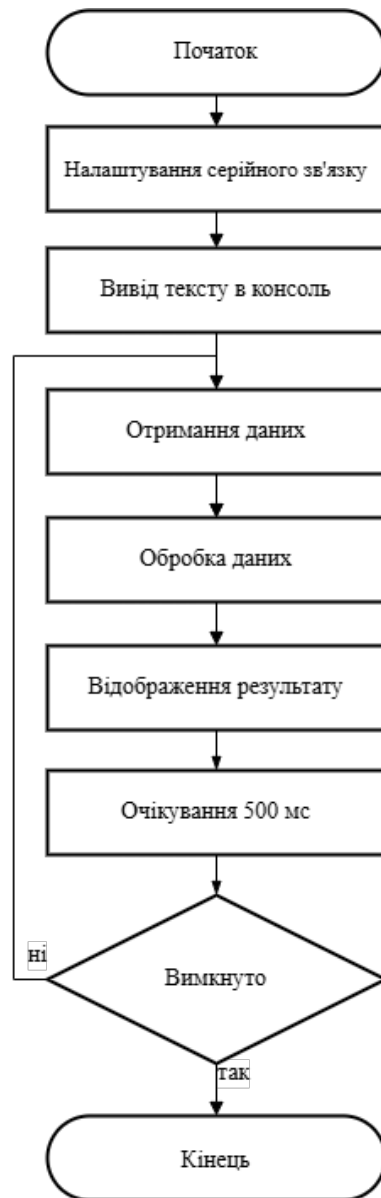 Початок
Налаштування серійного зв'язку
Вивід тексту в консоль
Отримання даних
Обробка даних
Відображення результату
Очікування 500 мс
ні
Вимкнуто
так
Кінець